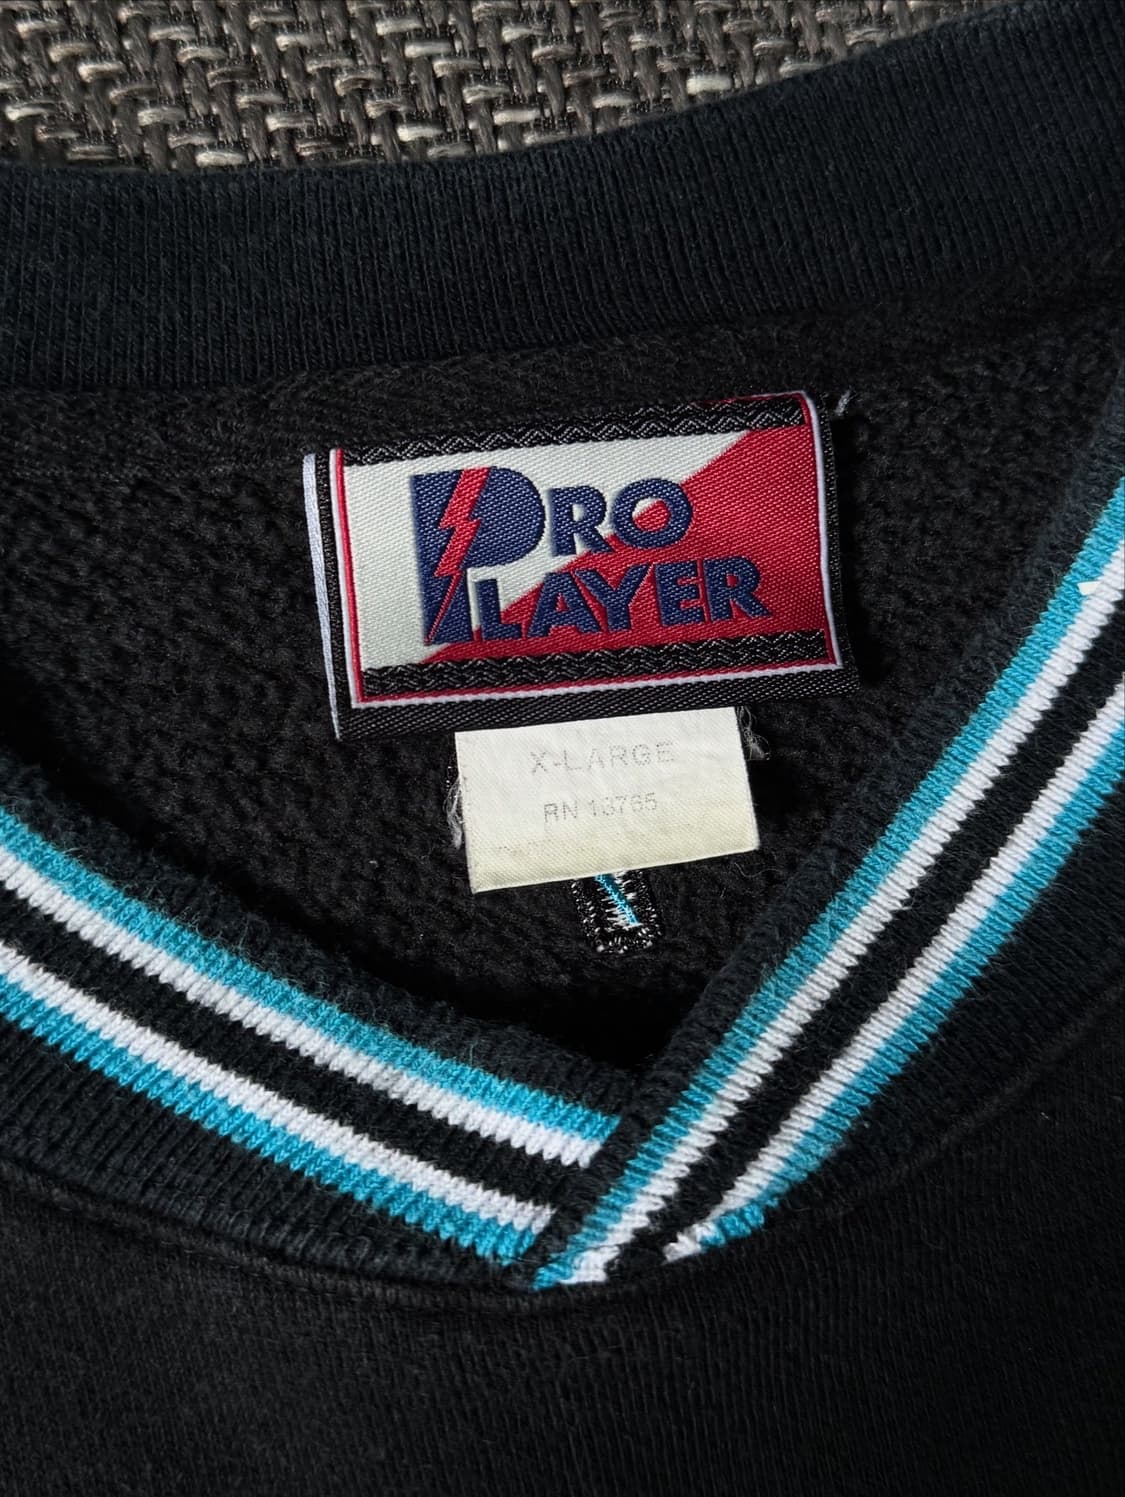 PRO
PLAYER
X-LARGE
RN 13765